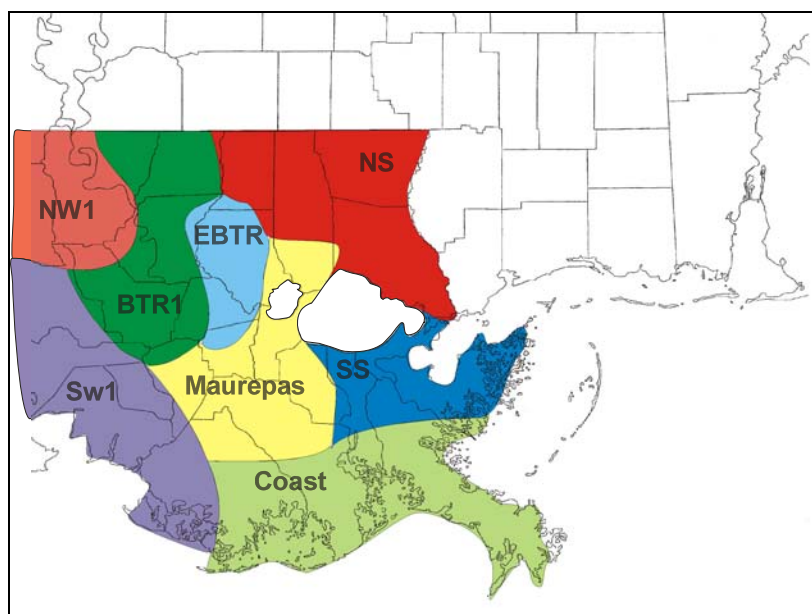 NS
NW1
EBTR
BTR1
SS
Sw1
Maurepas
Coast